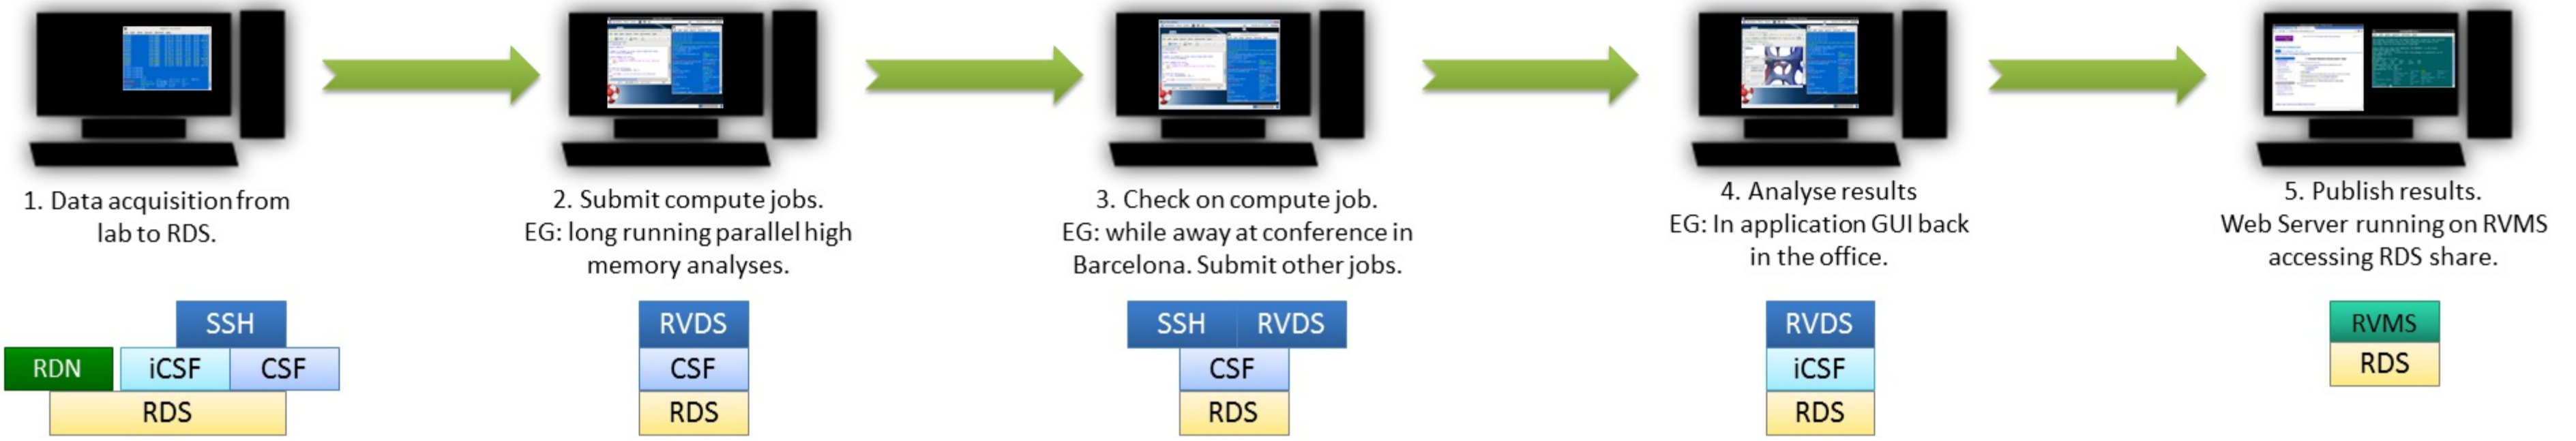 1. Data acquisition from
lab to RDS.
SSH
RDN
iCSF
CSF
RDS
2. Submit compute jobs.
EG: long running parallel high
memory analyses.
RVDS
CSF
RDS
3. Check on compute job.
EG: while away at conference in
Barcelona. Submit other jobs.
SSH
RVDS
CSF
RDS
4. Analyse results
EG: In application GUI back
in the office.
RVDS
iCSF
RDS
5. Publish results.
Web Server running on RVMS
accessing RDS share.
RVMS
RDS